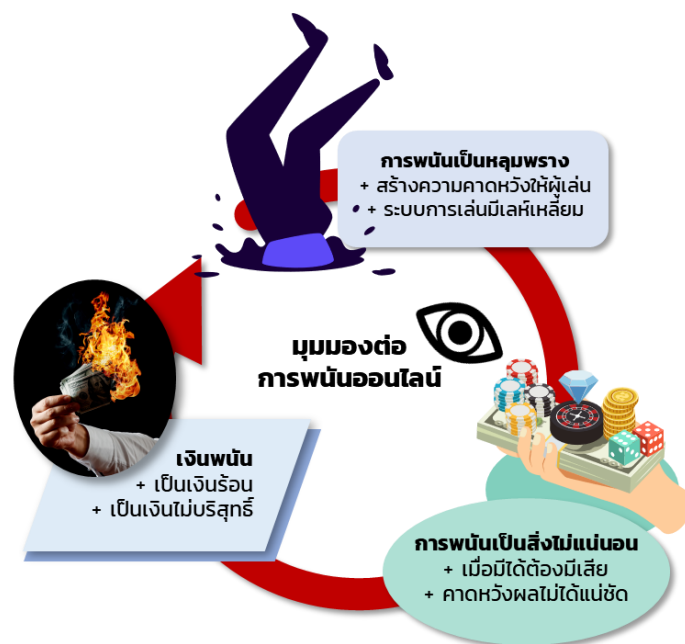 การพนันเป็นหลุมพราง
+ สร้างความคาดหวังให้ผู้เล่น
+ ระบบการเล่นมีเลห์เหลี่ยม
มุมมองต่อ
การพนันออนไลน์
การพนันเป็นสิ่งไม่แน่นอน
+ เมื่อมีได้ต้องมีเสีย
+ คาดหวังผลไม่ได้แน่ชัด
เงินพนัน
+ เป็นเงินร้อน
+ เป็นเงินไม่บริสุทธิ์